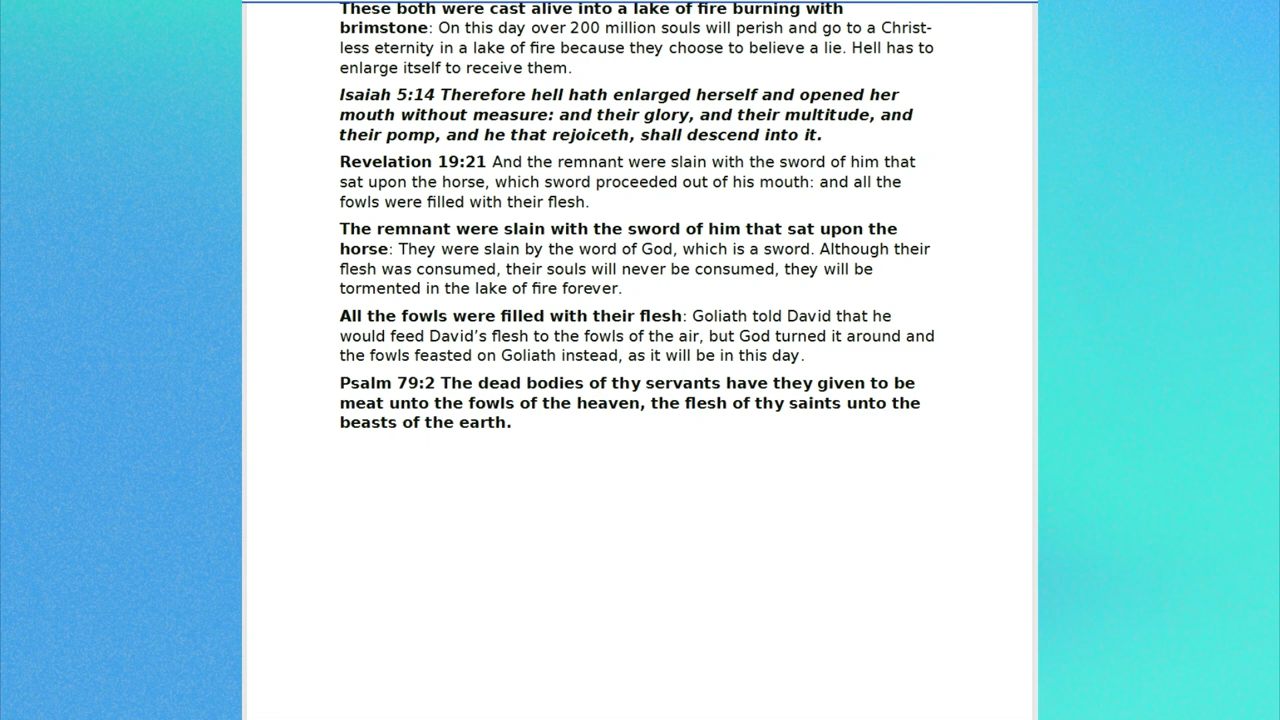 These both were cast alive into a lake of fire burning with
brimstone: On this day over 200 million souls will perish and go to a Christ-
less eternity in a lake of fire because they choose to believe a lie. Hell has to
enlarge itself to receive them.
Isaiah 5:14 Therefore hell hath enlarged herself and opened her
mouth without measure: and their glory, and their multitude, and
their pomp, and he that rejoiceth, shall descend into it.
Revelation 19:21 And the remnant were slain with the sword of him that
sat upon the horse, which sword proceeded out of his mouth: and all the
fowls were filled with their flesh.
The remnant were slain with the sword of him that sat upon the
horse: They were slain by the word of God, which is a sword. Although their
flesh was consumed, their souls will never be consumed, they will be
tormented in the lake of fire forever.
All the fowls were filled with their flesh: Goliath told David that he
would feed David’s flesh to the fowls of the air, but God turned it around and
the fowls feasted on Goliath instead, as it will be in this day.
Psalm 79:2 The dead bodies of thy servants have they given to be
meat unto the fowls of the heaven, the flesh of thy saints unto the
beasts of the earth.